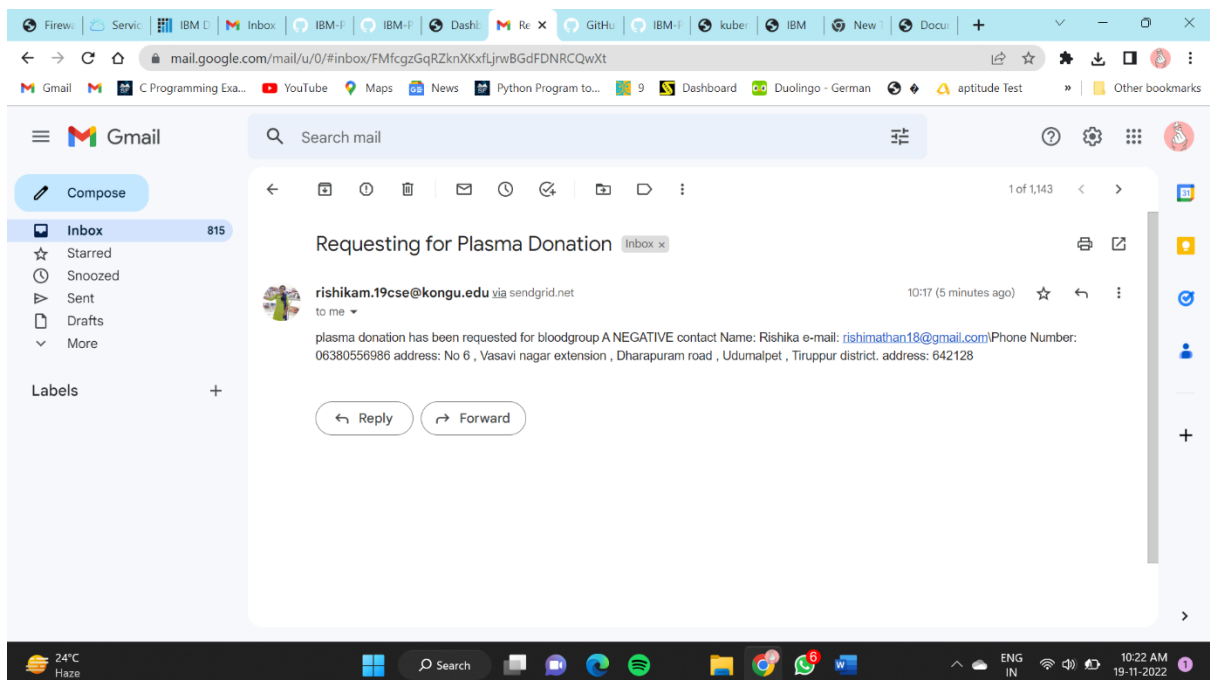 Firewa Servic IBM D Inbox IBM-P IBM-P Dashb Re GitHu IBM-P kuber IBM New Docur
mail.google.com/mail/u/0/#inbox/FMfcgzGqRZknXKxfLjrwBGdFDNRCQwXt
Gmail C Programming Exa... YouTube Maps News Python Program to... 9 Dashboard Duolingo - German aptitude Test » Other bookmarks
Gmail
Search mail
Compose
1 of 1,143
Inbox 815
Starred
Snoozed
Sent
Drafts
More
Labels +
Requesting for Plasma Donation Inbox x
rishikam.19cse@kongu.edu via sendgrid.net 10:17 (5 minutes ago)
to me
plasma donation has been requested for bloodgroup A NEGATIVE contact Name: Rishika e-mail: rishimathan18@gmail.com\Phone Number:
06380556986 address: No 6 , Vasavi nagar extension , Dharapuram road , Udumalpet , Tiruppur district. address: 642128
Reply Forward
31
24°C
Haze
Search
6
ENG
IN
10:22 AM
19-11-2022
1